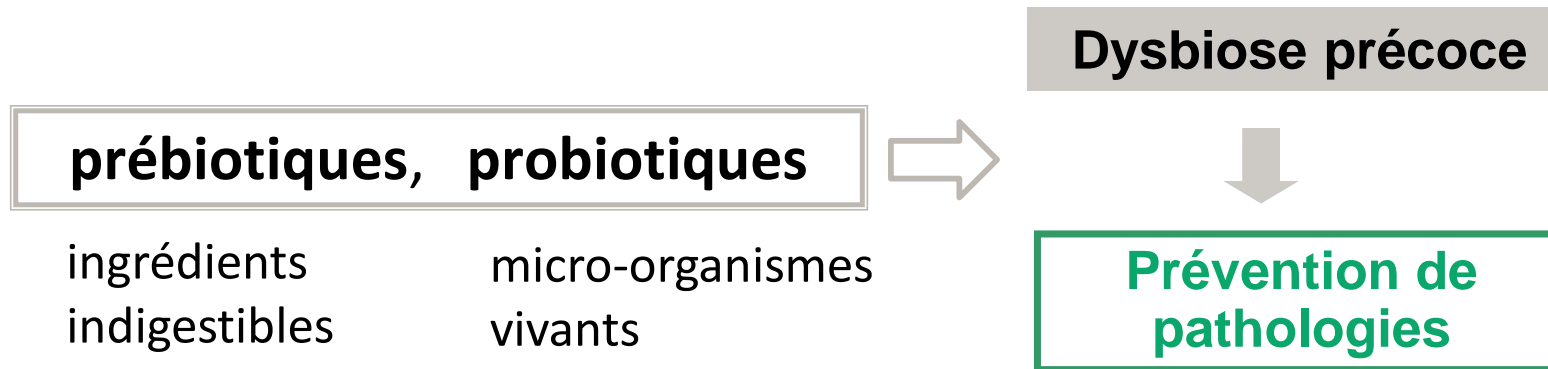 Dysbiose précoce
prébiotiques, probiotiques
ingrédients
indigestibles
micro-organismes
vivants
Prévention de
pathologies